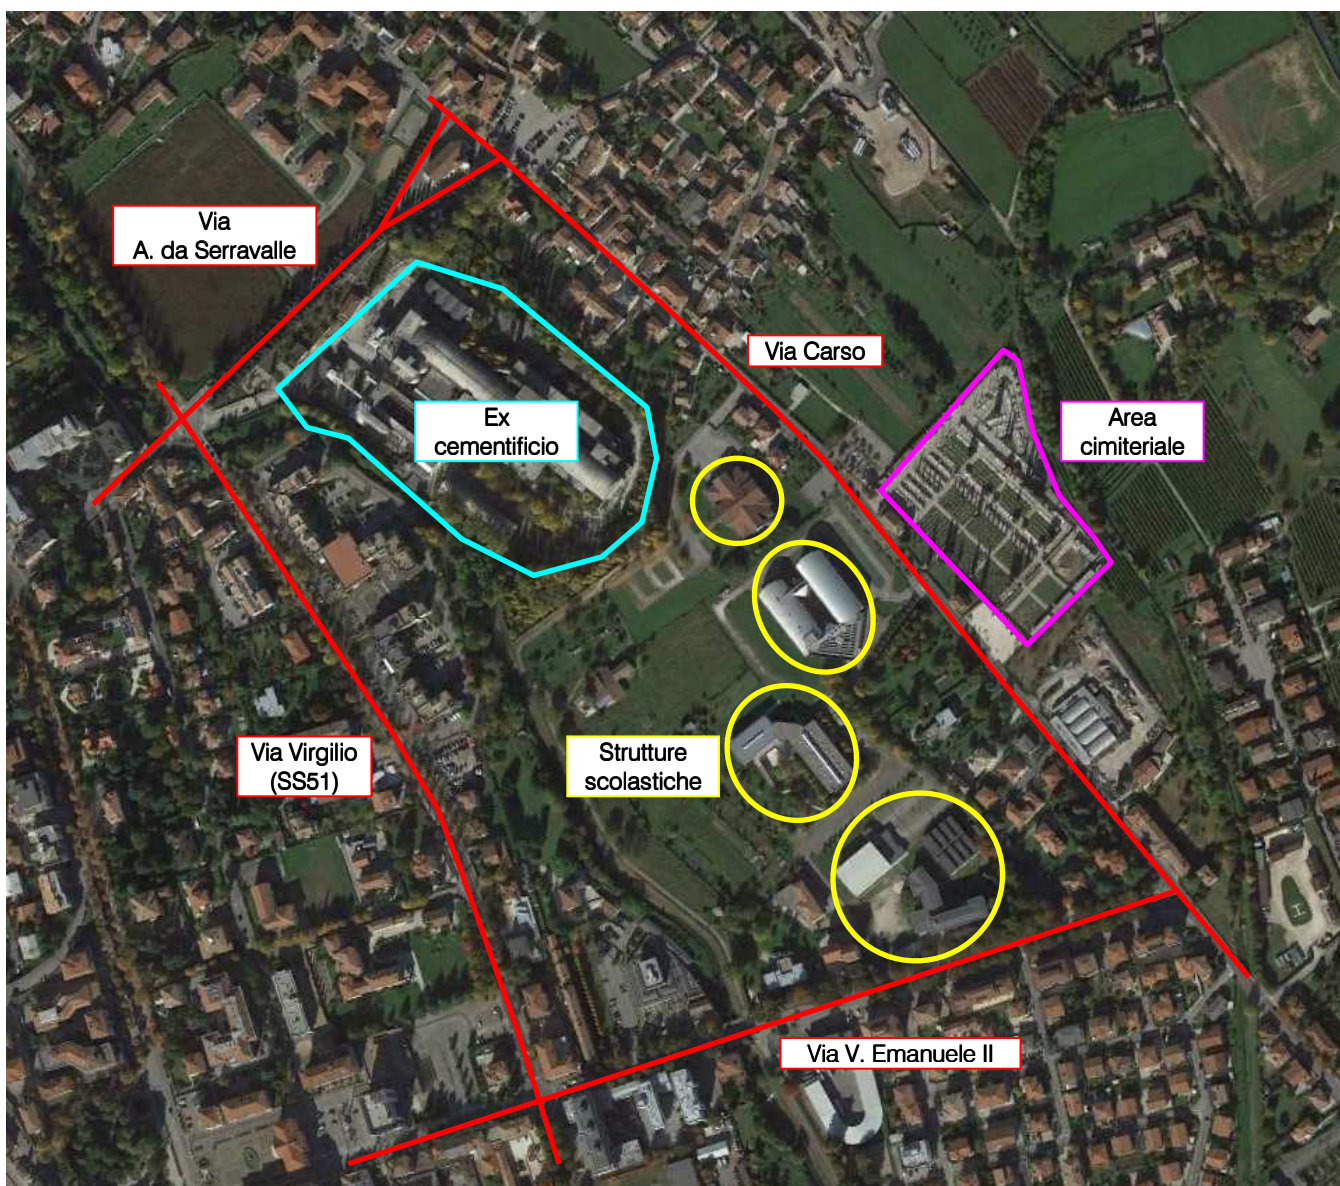 Via
A. da Serravalle
Via Carso
Ex
cementificio
Area
cimiteriale
Via Virgilio
(SS51)
Strutture
scolastiche
Via V. Emanuele II
H